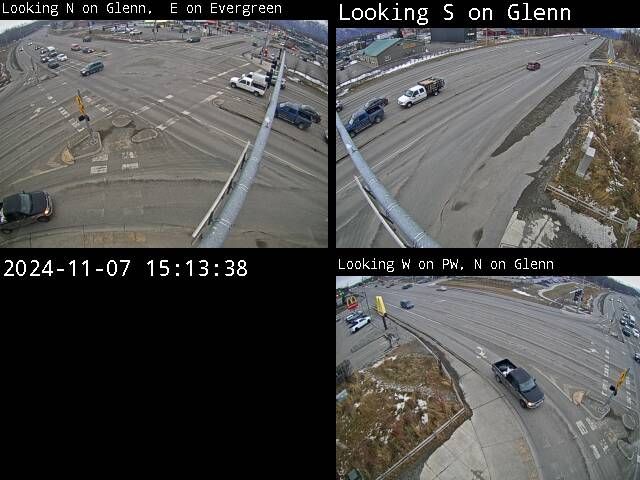 Looking N on Glenn,  E on Evergreen
Looking S on Glenn
2024-11-07 15:13:38
Looking W on PW, N on Glenn